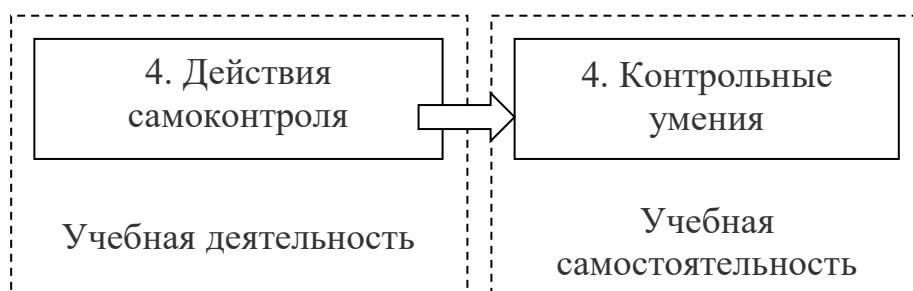 4. Действия
самоконтроля
4. Контрольные
умения
Учебная деятельность
Учебная
самостоятельность